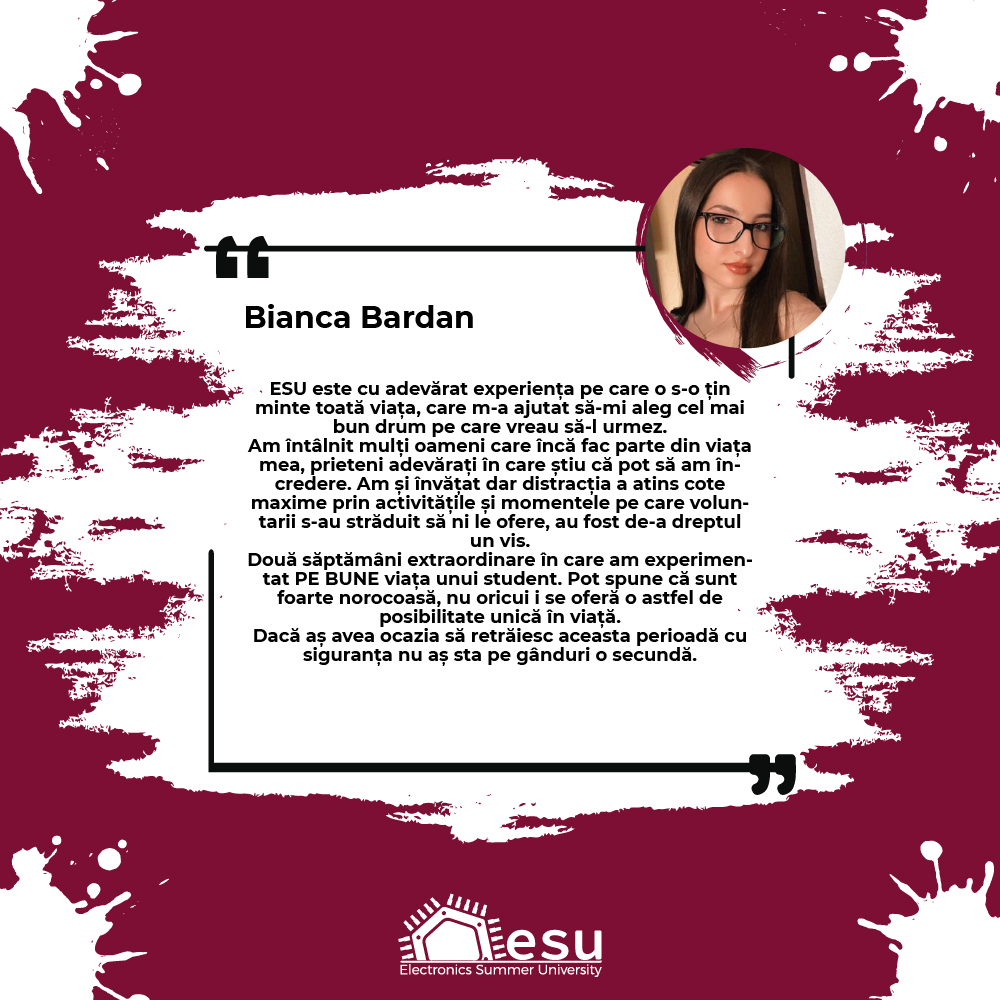 Bianca Bardan
ESU este cu adevărat experiența pe care o s-o țin
minte toată viața, care m-a ajutat să-mi aleg cel mai
bun drum pe care vreau să-l urmez.
Am întâlnit mulți oameni care încă fac parte din viața
mea, prieteni adevărați în care știu că pot să am în-
credere. Am și învățat dar distracția a atins cote
maxime prin activitățile și momentele pe care volun-
tarii s-au străduit să ni le ofere, au fost de-a dreptul
un vis.
Două săptămâni extraordinare în care am experimen-
tat PE BUNE viața unui student. Pot spune că sunt
foarte norocoasă, nu oricui i se oferă o astfel de
posibilitate unică în viață.
Dacă aș avea ocazia să retrăiesc aceasta perioadă cu
siguranța nu aș sta pe gânduri o secundă.
esu
Electronics Summer University